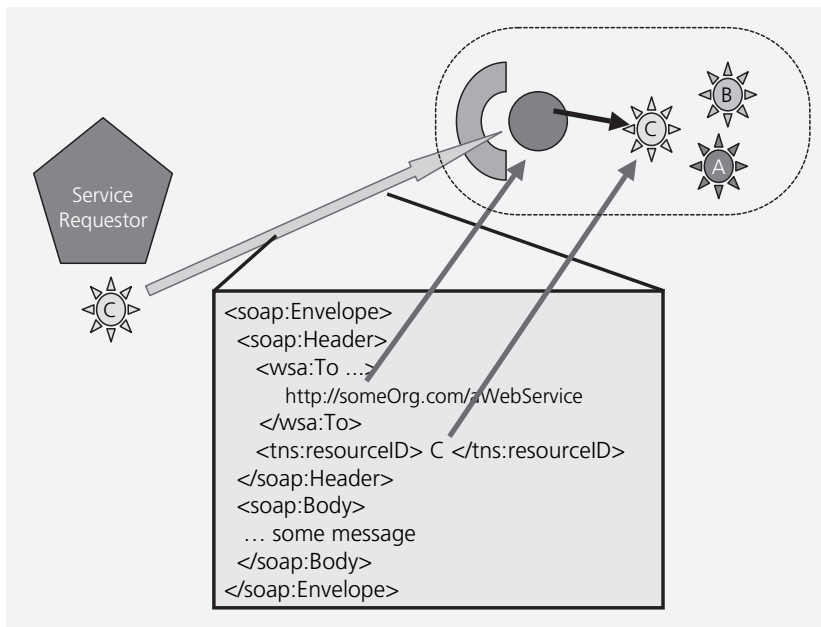 B
C
A
Service
Requestor
C
<soap:Envelope>
<soap:Header>
<wsa:To ...>
http://someOrg.com/aWebService
</wsa:To>
<tns:resourceID> C </tns:resourceID>
</soap:Header>
<soap:Body>
... some message
</soap:Body>
</soap:Envelope>